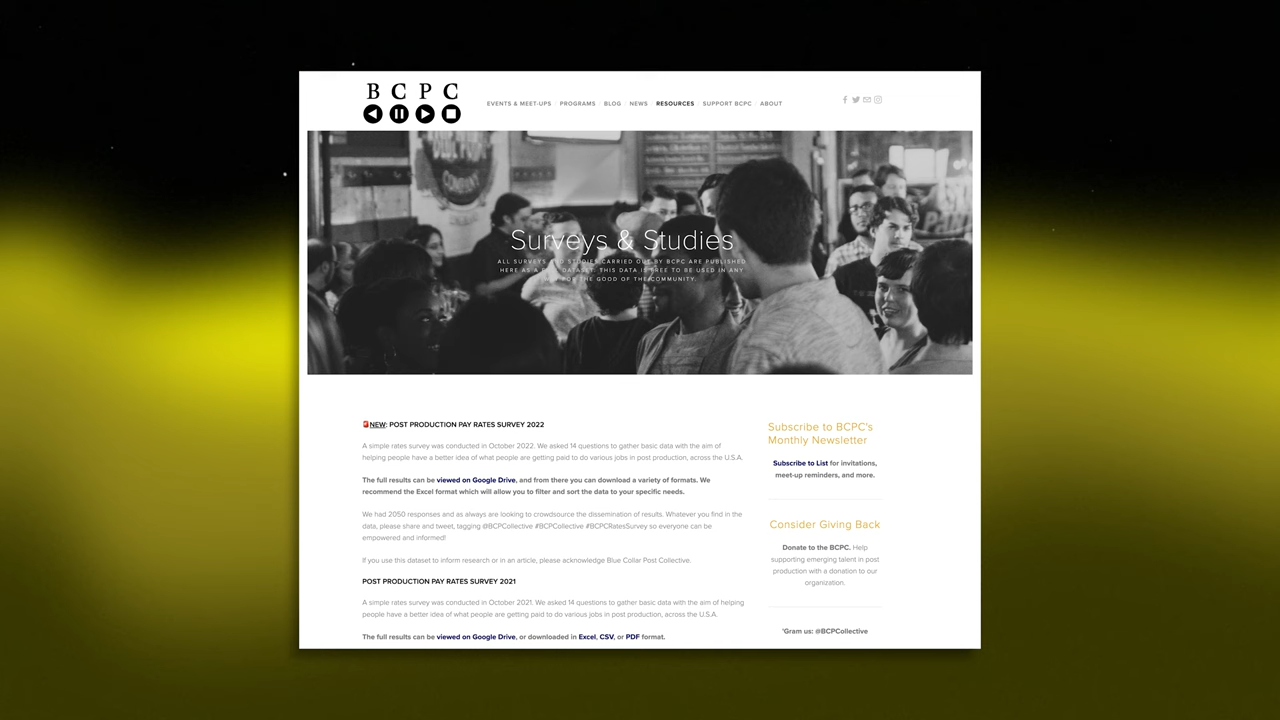 B C P C
EVENTS & MEET-UPS / PROGRAMS / BLOG / NEWS / RESOURCES / SUPPORT BCPC / ABOUT
COMPANY
Surveys & Studies
ALL SURVEYS AND STUDIES CARRIED OUT BY BCPC ARE PUBLISHED
HERE AS A FULL DATASET. THIS DATA IS FREE TO BE USED IN ANY
FOR THE GOOD OF THE COMMUNITY.
NEW: POST PRODUCTION PAY RATES SURVEY 2022
A simple rates survey was conducted in October 2022. We asked 14 questions to gather basic data with the aim of
helping people have a better idea of what people are getting paid to do various jobs in post production, across the U.S.A.
The full results can be viewed on Google Drive, and from there you can download a variety of formats. We
recommend the Excel format which will allow you to filter and sort the data to your specific needs.
We had 2050 responses and as always are looking to crowdsource the dissemination of results. Whatever you find in the
data, please share and tweet, tagging @BCPCollective #BCPCollective #BCPCRatesSurvey so everyone can be
empowered and informed!
If you use this dataset to inform research or in an article, please acknowledge Blue Collar Post Collective.
POST PRODUCTION PAY RATES SURVEY 2021
A simple rates survey was conducted in October 2021. We asked 14 questions to gather basic data with the aim of helping
people have a better idea of what people are getting paid to do various jobs in post production, across the U.S.A.
The full results can be viewed on Google Drive, or downloaded in Excel, CSV, or PDF format.
Subscribe to BCPC's
Monthly Newsletter
Subscribe to List for invitations,
meet-up reminders, and more.
Consider Giving Back
Donate to the BCPC. Help
supporting emerging talent in post
production with a donation to our
organization.
'Gram us: @BCPCollective